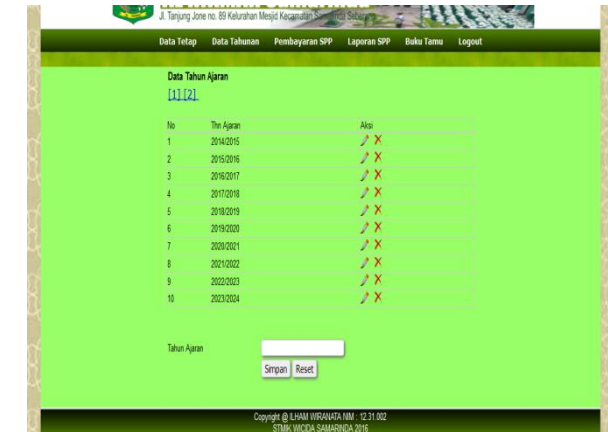 Jl. Tanjung Jone no. 89 Kelurahan Mesjid Kecamatan Samarinda Seberang
Data Tetap Data Tahunan Pembayaran SPP Laporan SPP Buku Tamu Logout
Data Tahun Ajaran
[1] [2]
No Thn Ajaran Aksi
1 2014/2015
2 2015/2016
3 2016/2017
4 2017/2018
5 2018/2019
6 2019/2020
7 2020/2021
8 2021/2022
9 2022/2023
10 2023/2024
Tahun Ajaran
Simpan Reset
Copyright @ ILHAM WIRANATA NIM : 12.31.002
STMIK WICIDA SAMARINDA 2016